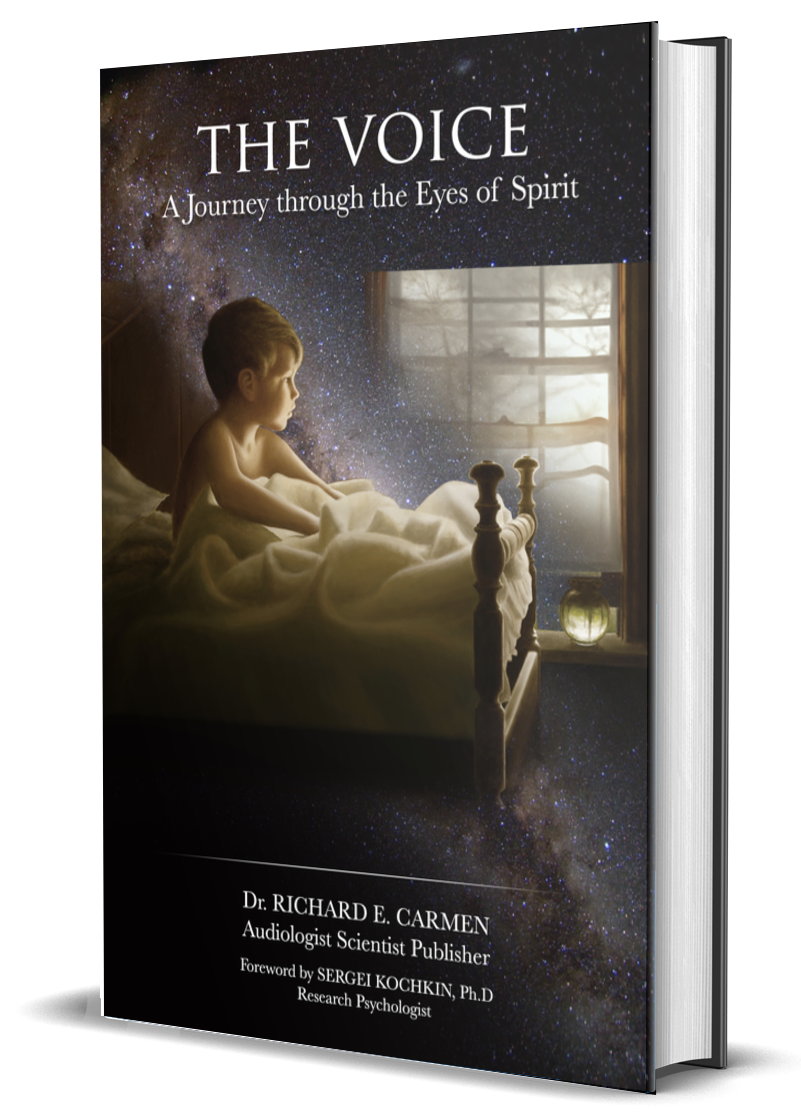 THE VOICE
A Journey through the Eyes of Spirit
Dr. RICHARD E. CARMEN
Audiologist Scientist Publisher
Foreword by SERGEI KOCHKIN, Ph.D
Research Psychologist